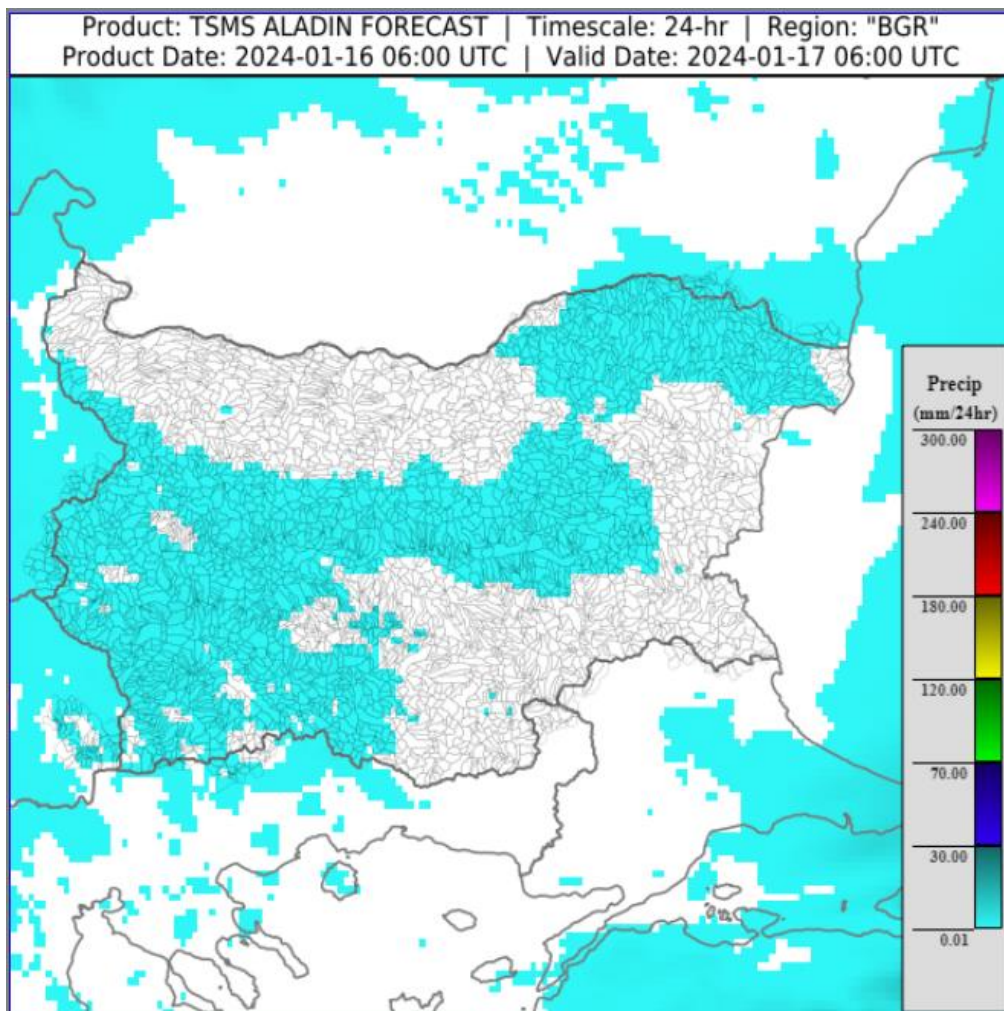 Product: TSMS ALADIN FORECAST | Timescale: 24-hr | Region: "BGR"
Product Date: 2024-01-16 06:00 UTC | Valid Date: 2024-01-17 06:00 UTC
Precip
(mm/24hr)
300.00
240.00
180.00
120.00
70.00
30.00
0.01